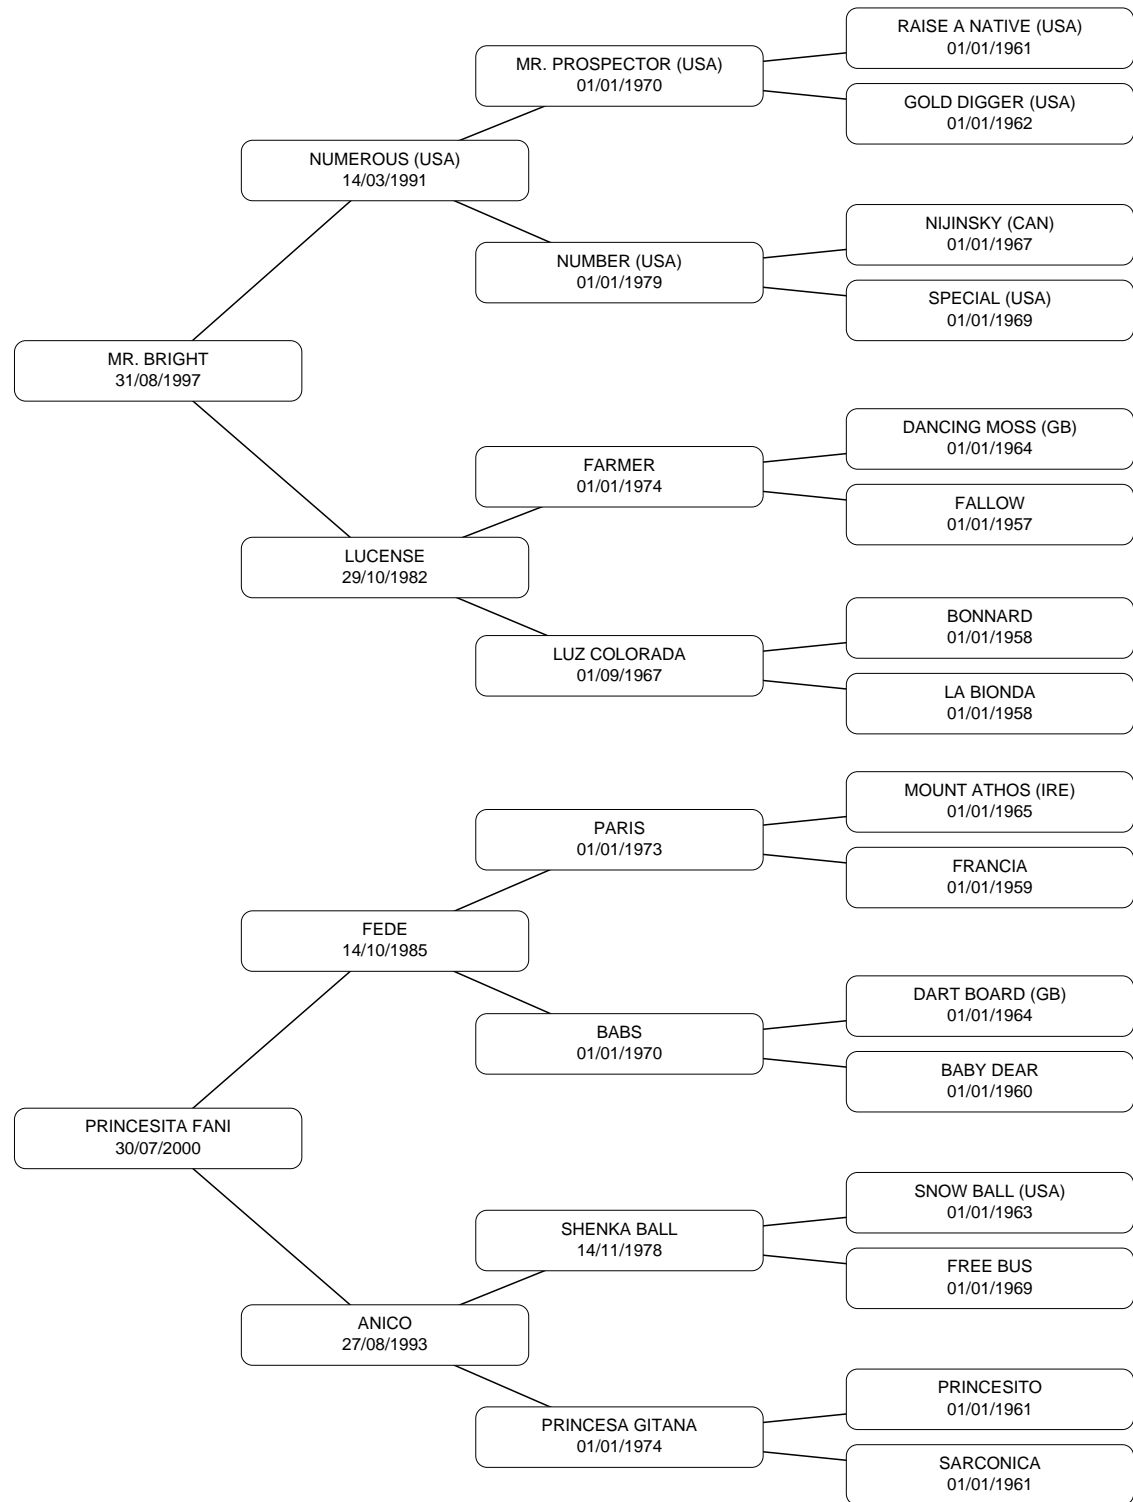 RAISE A NATIVE (USA)
01/01/1961
MR. PROSPECTOR (USA)
01/01/1970
GOLD DIGGER (USA)
01/01/1962
NUMEROUS (USA)
14/03/1991
NIJINSKY (CAN)
01/01/1967
NUMBER (USA)
01/01/1979
SPECIAL (USA)
01/01/1969
MR. BRIGHT
31/08/1997
DANCING MOSS (GB)
01/01/1964
FARMER
01/01/1974
FALLOW
01/01/1957
LUCENSE
29/10/1982
BONNARD
01/01/1958
LUZ COLORADA
01/09/1967
LA BIONDA
01/01/1958
MOUNT ATHOS (IRE)
01/01/1965
PARIS
01/01/1973
FRANCIA
01/01/1959
FEDE
14/10/1985
DART BOARD (GB)
01/01/1964
BABS
01/01/1970
BABY DEAR
01/01/1960
PRINCESITA FANI
30/07/2000
SNOW BALL (USA)
01/01/1963
SHENKA BALL
14/11/1978
FREE BUS
01/01/1969
ANICO
27/08/1993
PRINCESITO
01/01/1961
PRINCESA GITANA
01/01/1974
SARCONICA
01/01/1961